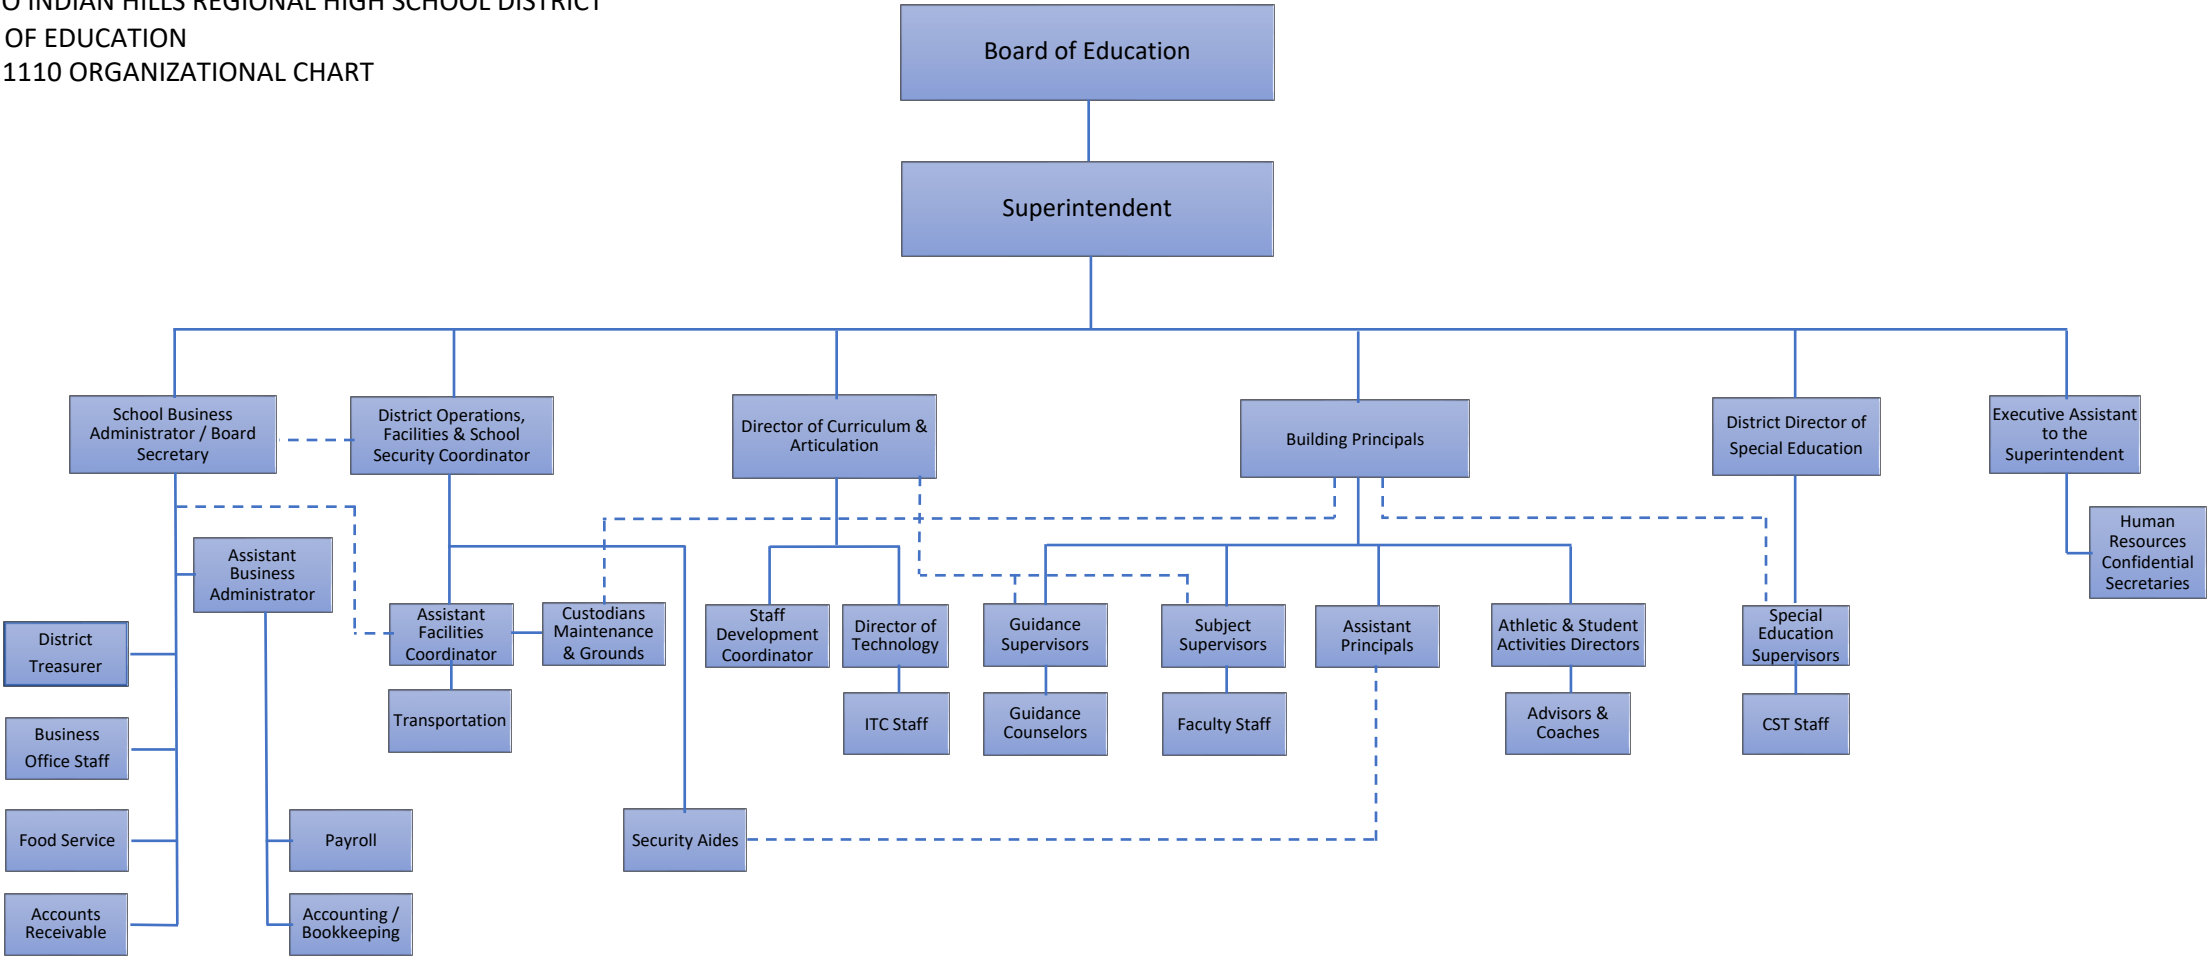 O INDIAN HILLS REGIONAL HIGH SCHOOL DISTRICT
OF EDUCATION
1110 ORGANIZATIONAL CHART
Board of Education
Superintendent
School Business
Administrator / Board
Secretary
District Operations,
Facilities & School
Security Coordinator
Director of Curriculum &
Articulation
Building Principals
District Director of
Special Education
Executive Assistant
to the
Superintendent
Human
Resources
Confidential
Secretaries
Assistant
Business
Administrator
District
Treasurer
Assistant
Facilities
Coordinator
Custodians
Maintenance
& Grounds
Staff
Development
Coordinator
Director of
Technology
Guidance
Supervisors
Subject
Supervisors
Assistant
Principals
Athletic & Student
Activities Directors
Special
Education
Supervisors
Business
Office Staff
Transportation
ITC Staff
Guidance
Counselors
Faculty Staff
Advisors &
Coaches
CST Staff
Food Service
Payroll
Security Aides
Accounts
Receivable
Accounting /
Bookkeeping